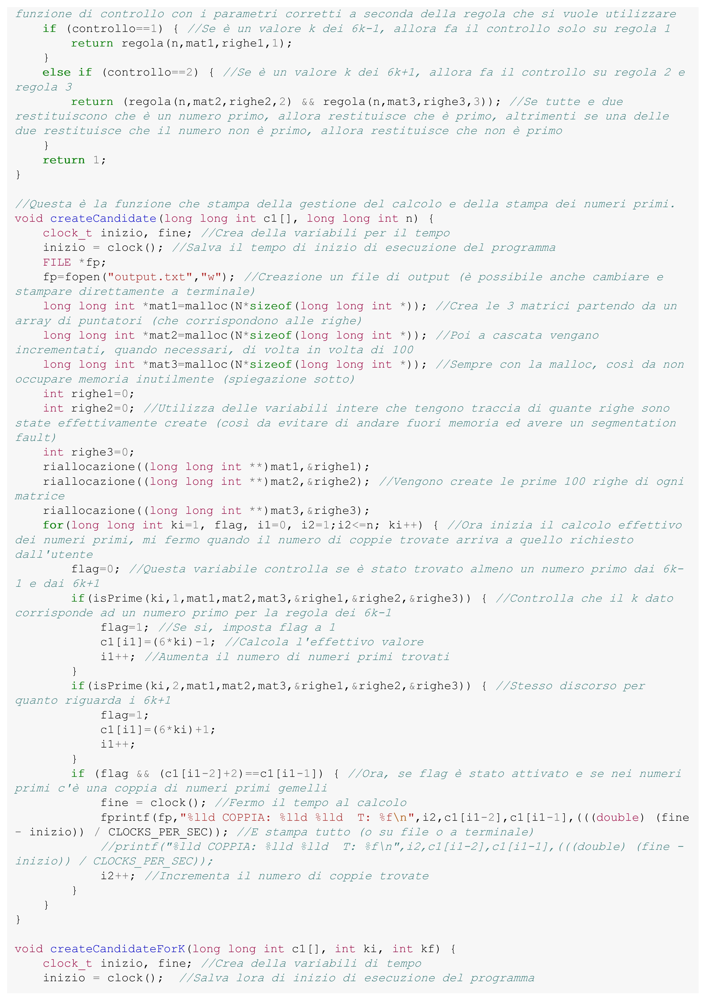 funzione di controllo con i parametri corretti a seconda della regola che si vuole utilizzare
    if (controllo==1) { //Se è un valore k dei 6k-1, allora fa il controllo solo su regola 1
        return regola(n,mat1,righe1,1);
    }
    else if (controllo==2) { //Se è un valore k dei 6k+1, allora fa il controllo su regola 2 e
regola 3
        return (regola(n,mat2,righe2,2) && regola(n,mat3,righe3,3)); //Se tutte e due
restituiscono che è un numero primo, allora restituisce che è primo, altrimenti se una delle
due restituisce che il numero non è primo, allora restituisce che non è primo
    }
    return 1;
}

//Questa è la funzione che stampa della gestione del calcolo e della stampa dei numeri primi.
void createCandidate(long long int c1[], long long int n) {
    clock_t inizio, fine; //Crea della variabili per il tempo
    inizio = clock(); //Salva il tempo di inizio di esecuzione del programma
    FILE *fp;
    fp=fopen("output.txt","w"); //Creazione un file di output (è possibile anche cambiare e
stampare direttamente a terminale)
    long long int *mat1=malloc(N*sizeof(long long int *)); //Crea le 3 matrici partendo da un
array di puntatori (che corrispondono alle righe)
    long long int *mat2=malloc(N*sizeof(long long int *)); //Poi a cascata vengano
incrementati, quando necessari, di volta in volta di 100
    long long int *mat3=malloc(N*sizeof(long long int *)); //Sempre con la malloc, così da non
occupare memoria inutilmente (spiegazione sotto)
    int righe1=0;
    int righe2=0; //Utilizza delle variabili intere che tengono traccia di quante righe sono
state effettivamente create (così da evitare di andare fuori memoria ed avere un segmentation
fault)
    int righe3=0;
    riallocazione((long long int **)mat1,&righe1);
    riallocazione((long long int **)mat2,&righe2); //Vengono create le prime 100 righe di ogni
matrice
    riallocazione((long long int **)mat3,&righe3);
    for(long long int ki=1, flag, i1=0, i2=1;i2<=n; ki++) { //Ora inizia il calcolo effettivo
dei numeri primi, mi fermo quando il numero di coppie trovate arriva a quello richiesto
dall'utente
        flag=0; //Questa variabile controlla se è stato trovato almeno un numero primo dai 6k-
1 e dai 6k+1
        if(isPrime(ki,1,mat1,mat2,mat3,&righe1,&righe2,&righe3)) { //Controlla che il k dato
corrisponde ad un numero primo per la regola dei 6k-1
            flag=1; //Se si, imposta flag a 1
            c1[i1]=(6*ki)-1; //Calcola l'effettivo valore
            i1++; //Aumenta il numero di numeri primi trovati
        }
        if(isPrime(ki,2,mat1,mat2,mat3,&righe1,&righe2,&righe3)) { //Stesso discorso per
quanto riguarda i 6k+1
            flag=1;
            c1[i1]=(6*ki)+1;
            i1++;
        }
        if (flag && (c1[i1-2]+2)==c1[i1-1]) { //Ora, se flag è stato attivato e se nei numeri
primi c'è una coppia di numeri primi gemelli
            fine = clock(); //Fermo il tempo al calcolo
            fprintf(fp,"%lld COPPIA: %lld %lld  T: %f\n",i2,c1[i1-2],c1[i1-1],(((double) (fine
- inizio)) / CLOCKS_PER_SEC)); //E stampa tutto (o su file o a terminale)
            //printf("%lld COPPIA: %lld %lld  T: %f\n",i2,c1[i1-2],c1[i1-1],(((double) (fine -
inizio)) / CLOCKS_PER_SEC));
            i2++; //Incrementa il numero di coppie trovate
        }
    }
}

void createCandidateForK(long long int c1[], int ki, int kf) {
    clock_t inizio, fine; //Crea della variabili di tempo
    inizio = clock();  //Salva lora di inizio di esecuzione del programma